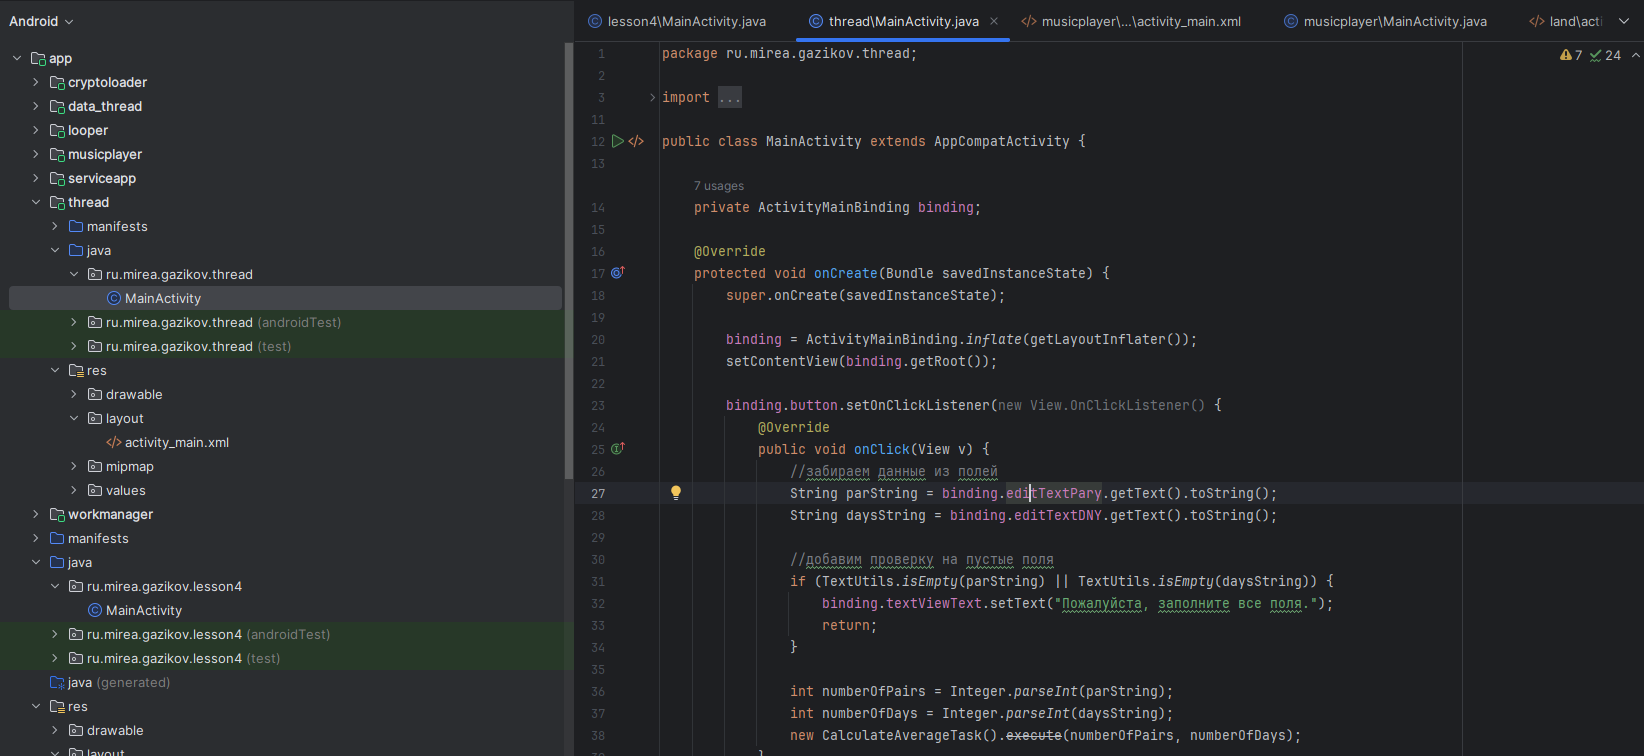 Android
app
cryptoloader
data_thread
looper
musicplayer
serviceapp
thread
manifests
java
ru.mirea.gazikov.thread
MainActivity
ru.mirea.gazikov.thread (androidTest)
ru.mirea.gazikov.thread (test)
res
drawable
layout
activity_main.xml
mipmap
values
workmanager
manifests
java
ru.mirea.gazikov.lesson4
MainActivity
ru.mirea.gazikov.lesson4 (androidTest)
ru.mirea.gazikov.lesson4 (test)
java (generated)
res
drawable
layout
lesson4\MainActivity.java
thread\MainActivity.java
musicplayer\...\activity_main.xml
musicplayer\MainActivity.java
land\acti
7 24
1 package ru.mirea.gazikov.thread;
2
3 import ...
11
12 public class MainActivity extends AppCompatActivity {
13
7 usages
14 private ActivityMainBinding binding;
15
16 @Override
17 protected void onCreate(Bundle savedInstanceState) {
18 super.onCreate(savedInstanceState);
19
20 binding = ActivityMainBinding.inflate(getLayoutInflater());
21 setContentView(binding.getRoot());
22
23 binding.button.setOnClickListener(new View.OnClickListener() {
24 @Override
25 public void onClick(View v) {
26 //забираем данные из полей
27 String parString = binding.editTextPary.getText().toString();
28 String daysString = binding.editTextDNY.getText().toString();
29
30 //добавим проверку на пустые поля
31 if (TextUtils.isEmpty(parString) || TextUtils.isEmpty(daysString)) {
32 binding.textViewText.setText("Пожалуйста, заполните все поля.");
33 return;
34 }
35
36 int numberOfPairs = Integer.parseInt(parString);
37 int numberOfDays = Integer.parseInt(daysString);
38 new CalculateAverageTask().execute(numberOfPairs, numberOfDays);